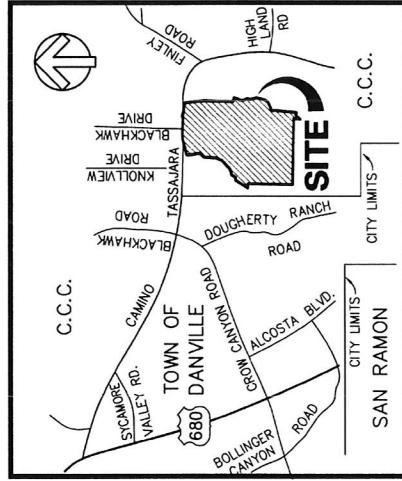 FINLEY
ROAD
HIGH
LAND
RD
BLACKHAWK
DRIVE
KNOLLVIEW
DRIVE
TASSAJARA
BLACKHAWK
ROAD
CAMINO
C.C.C.
SYCAMORE
VALLEY RD.
TOWN OF
DANVILLE
680
CROW CANYON ROAD
DOUGHERTY RANCH
ROAD
ALCOSTA BLVD.
BOLLINGER
CANYON
ROAD
SITE
C.C.C.
CITY LIMITS
CITY LIMITS
SAN RAMON